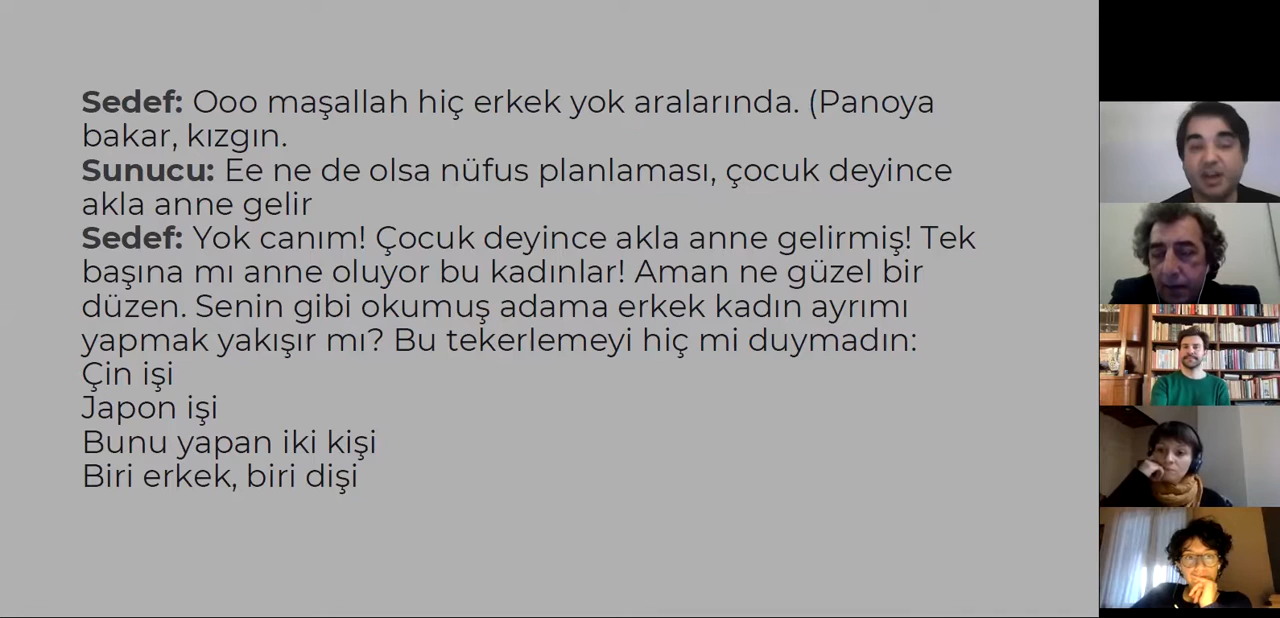 Sedef: Ooo maşallah hiç erkek yok aralarında. (Panoya
bakar, kızgın.
Sunucu: Ee ne de olsa nüfus planlaması, çocuk deyince
akla anne gelir
Sedef: Yok canım! Çocuk deyince akla anne gelirmiş! Tek
başına mı anne oluyor bu kadınlar! Aman ne güzel bir
düzen. Senin gibi okumuş adama erkek kadın ayrımı
yapmak yakışır mı? Bu tekerlemeyi hiç mi duymadın:
Çin işi
Japon işi
Bunu yapan iki kişi
Biri erkek, biri dişi